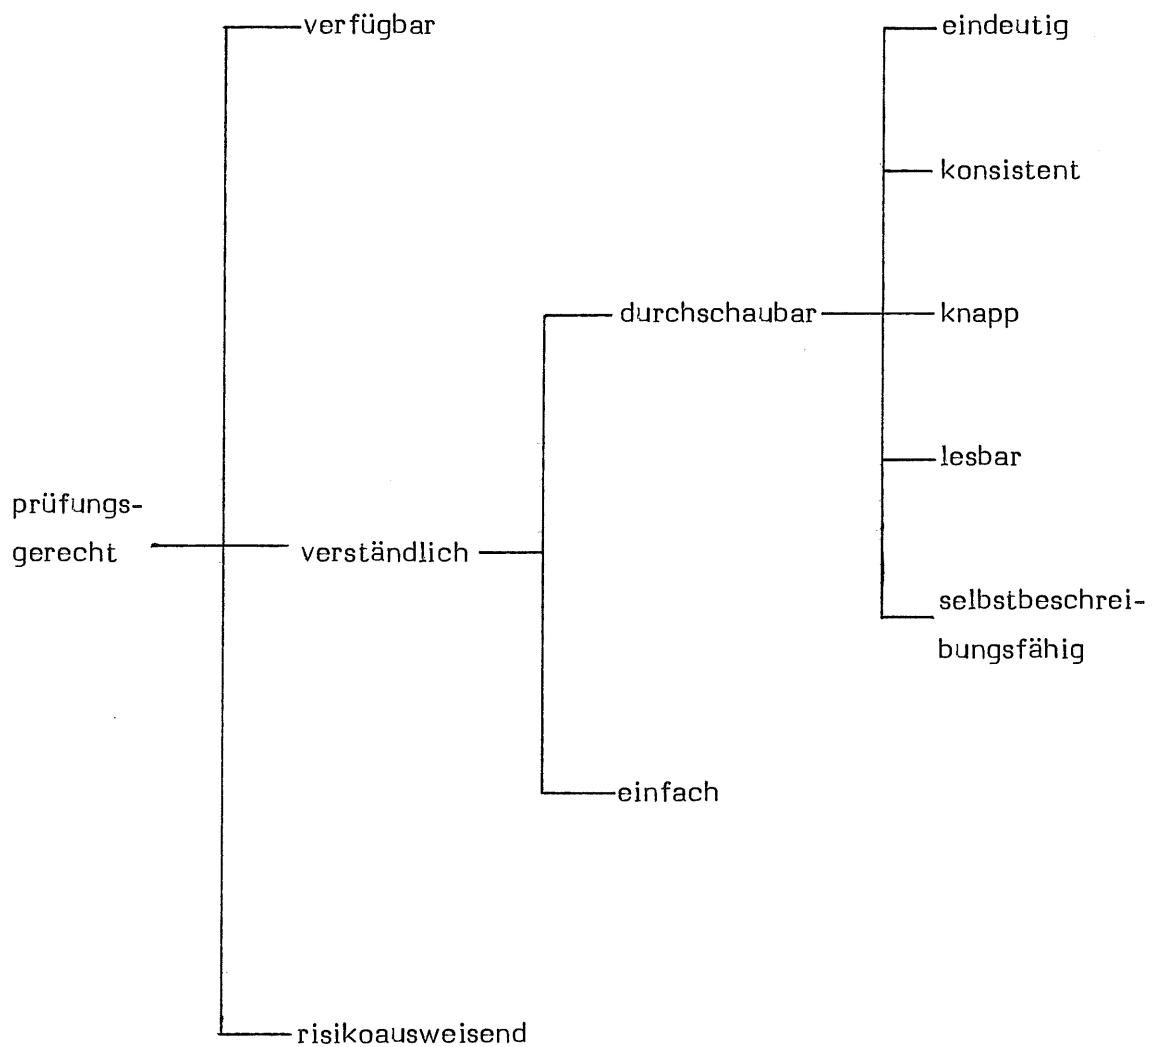 verfügbar
eindeutig
konsistent
durchschaubar
knapp
lesbar
prüfungs-
gerecht
verständlich
selbstbeschrei-
bungsfähig
einfach
risikoausweisend